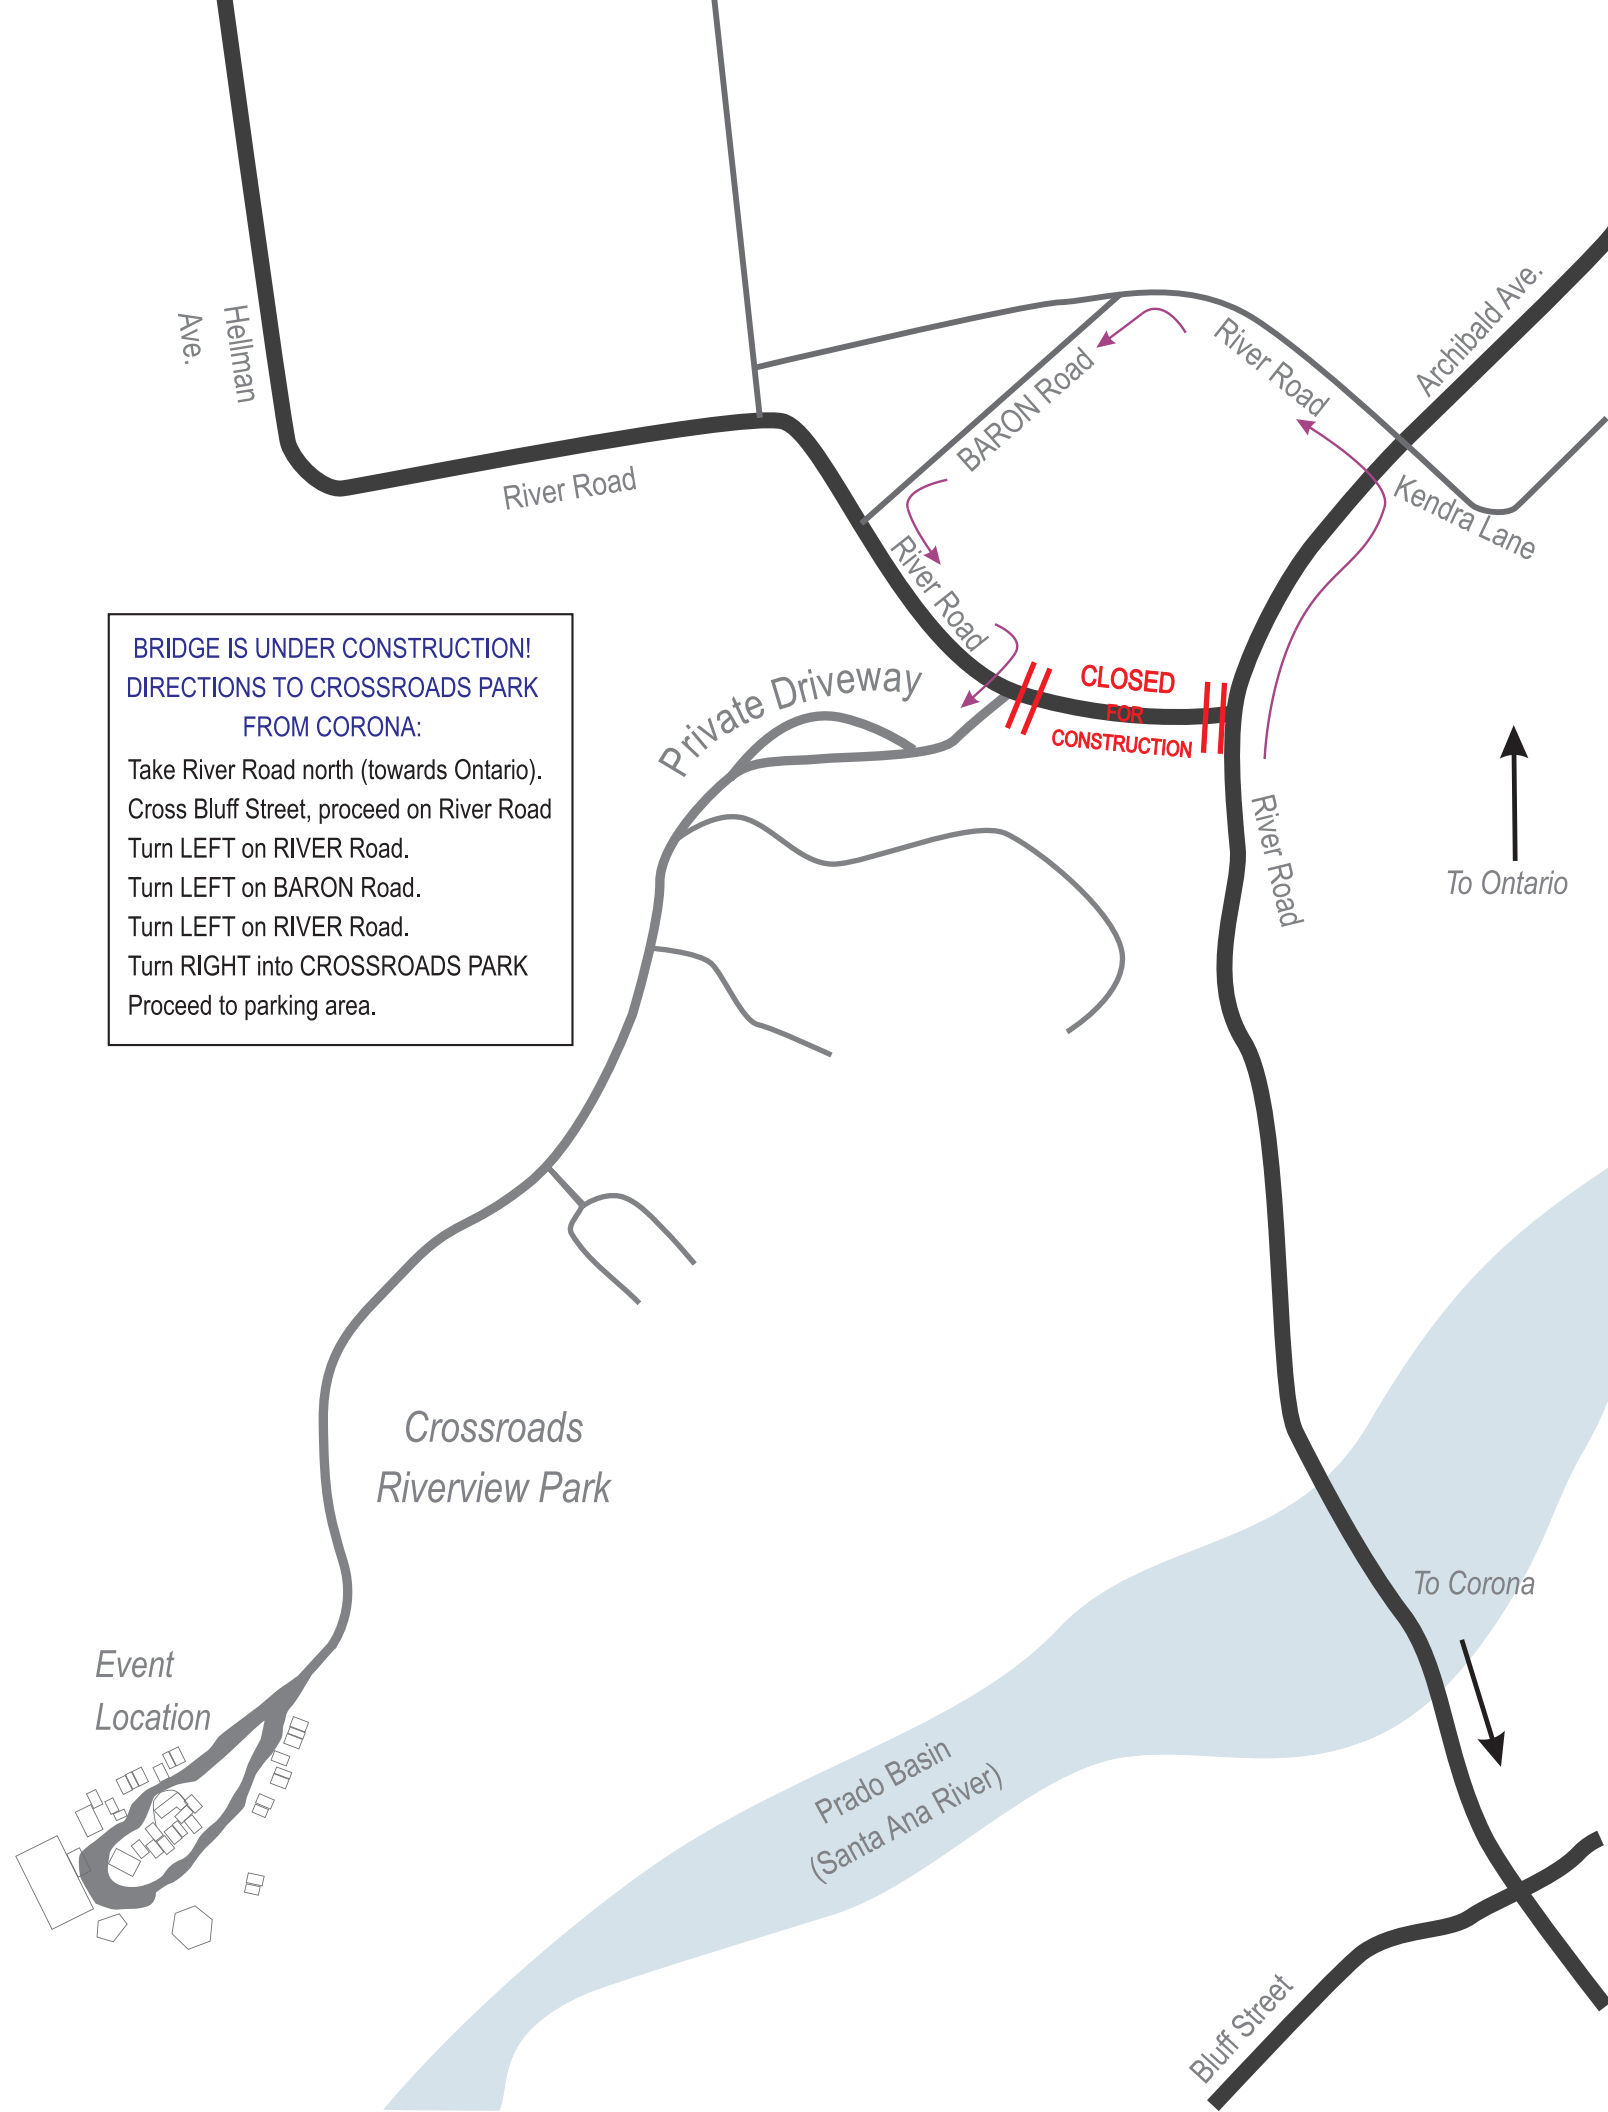 Hellman
Ave.
River Road
BARON Road
River Road
Archibald Ave.
Kendra Lane
River Road
CLOSED
FOR
CONSTRUCTION
Private Driveway
River Road
To Ontario
BRIDGE IS UNDER CONSTRUCTION!
DIRECTIONS TO CROSSROADS PARK
FROM CORONA:
Take River Road north (towards Ontario).
Cross Bluff Street, proceed on River Road
Turn LEFT on RIVER Road.
Turn LEFT on BARON Road.
Turn LEFT on RIVER Road.
Turn RIGHT into CROSSROADS PARK
Proceed to parking area.
Crossroads
Riverview Park
Event
Location
To Corona
Prado Basin
(Santa Ana River)
Bluff Street